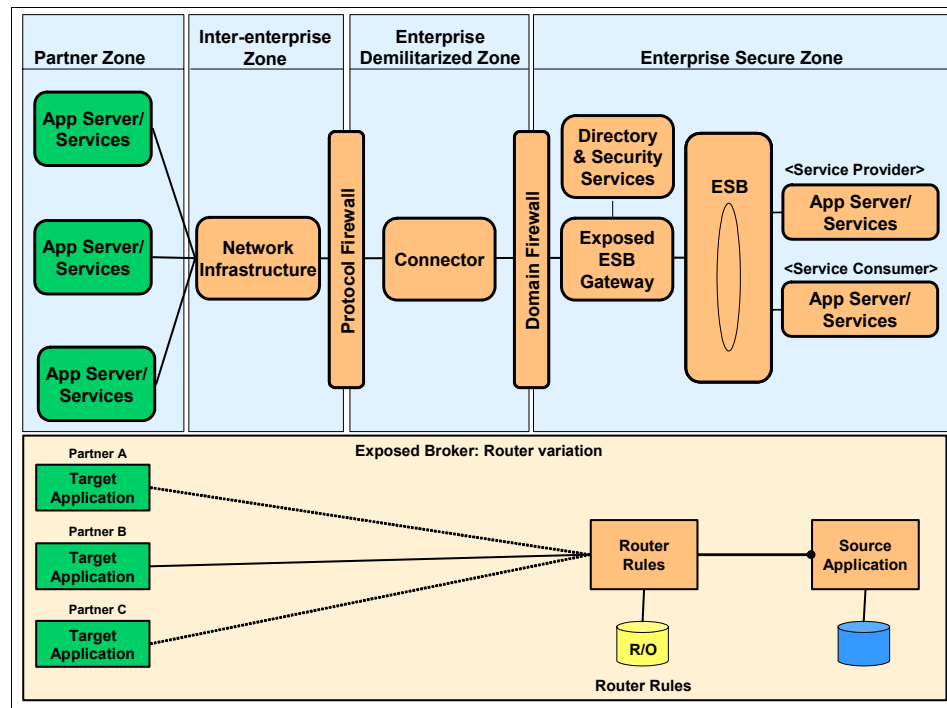 Partner Zone
Inter-enterprise
Zone
Enterprise
Demilitarized Zone
Enterprise Secure Zone
App Server/
Services
App Server/
Services
App Server/
Services
Network
Infrastructure
Protocol Firewall
Connector
Domain Firewall
Directory
& Security
Services
Exposed
ESB
Gateway
ESB
<Service Provider>
App Server/
Services
<Service Consumer>
App Server/
Services
Exposed Broker: Router variation
Partner A
Target
Application
Partner B
Target
Application
Partner C
Target
Application
Router
Rules
Source
Application
R/O
Router Rules